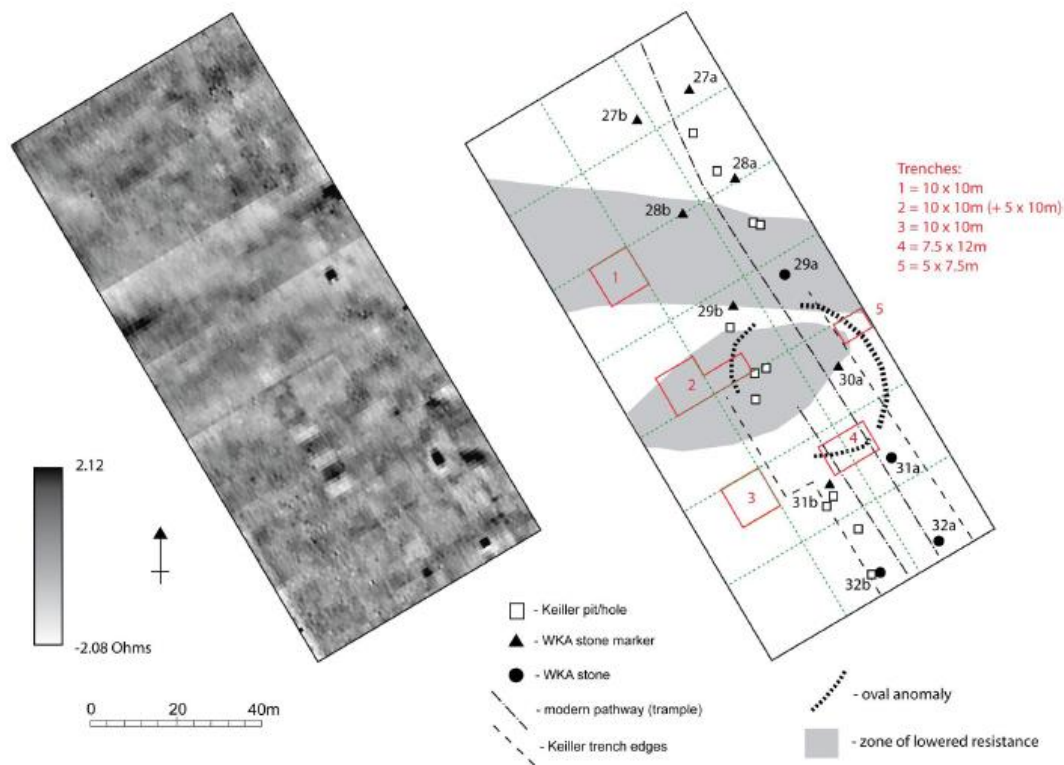 27a
27b
28a
28b
29a
29b
30a
31a
31b
32a
32b
1
2
3
4
5
Trenches:
1 = 10 x 10m
2 = 10 x 10m (+ 5 x 10m)
3 = 10 x 10m
4 = 7.5 x 12m
5 = 5 x 7.5m
2.12
-2.08 Ohms
0 20 40m
- Keiller pit/hole
- WKA stone marker
- WKA stone
- modern pathway (trample)
- Keiller trench edges
- oval anomaly
- zone of lowered resistance